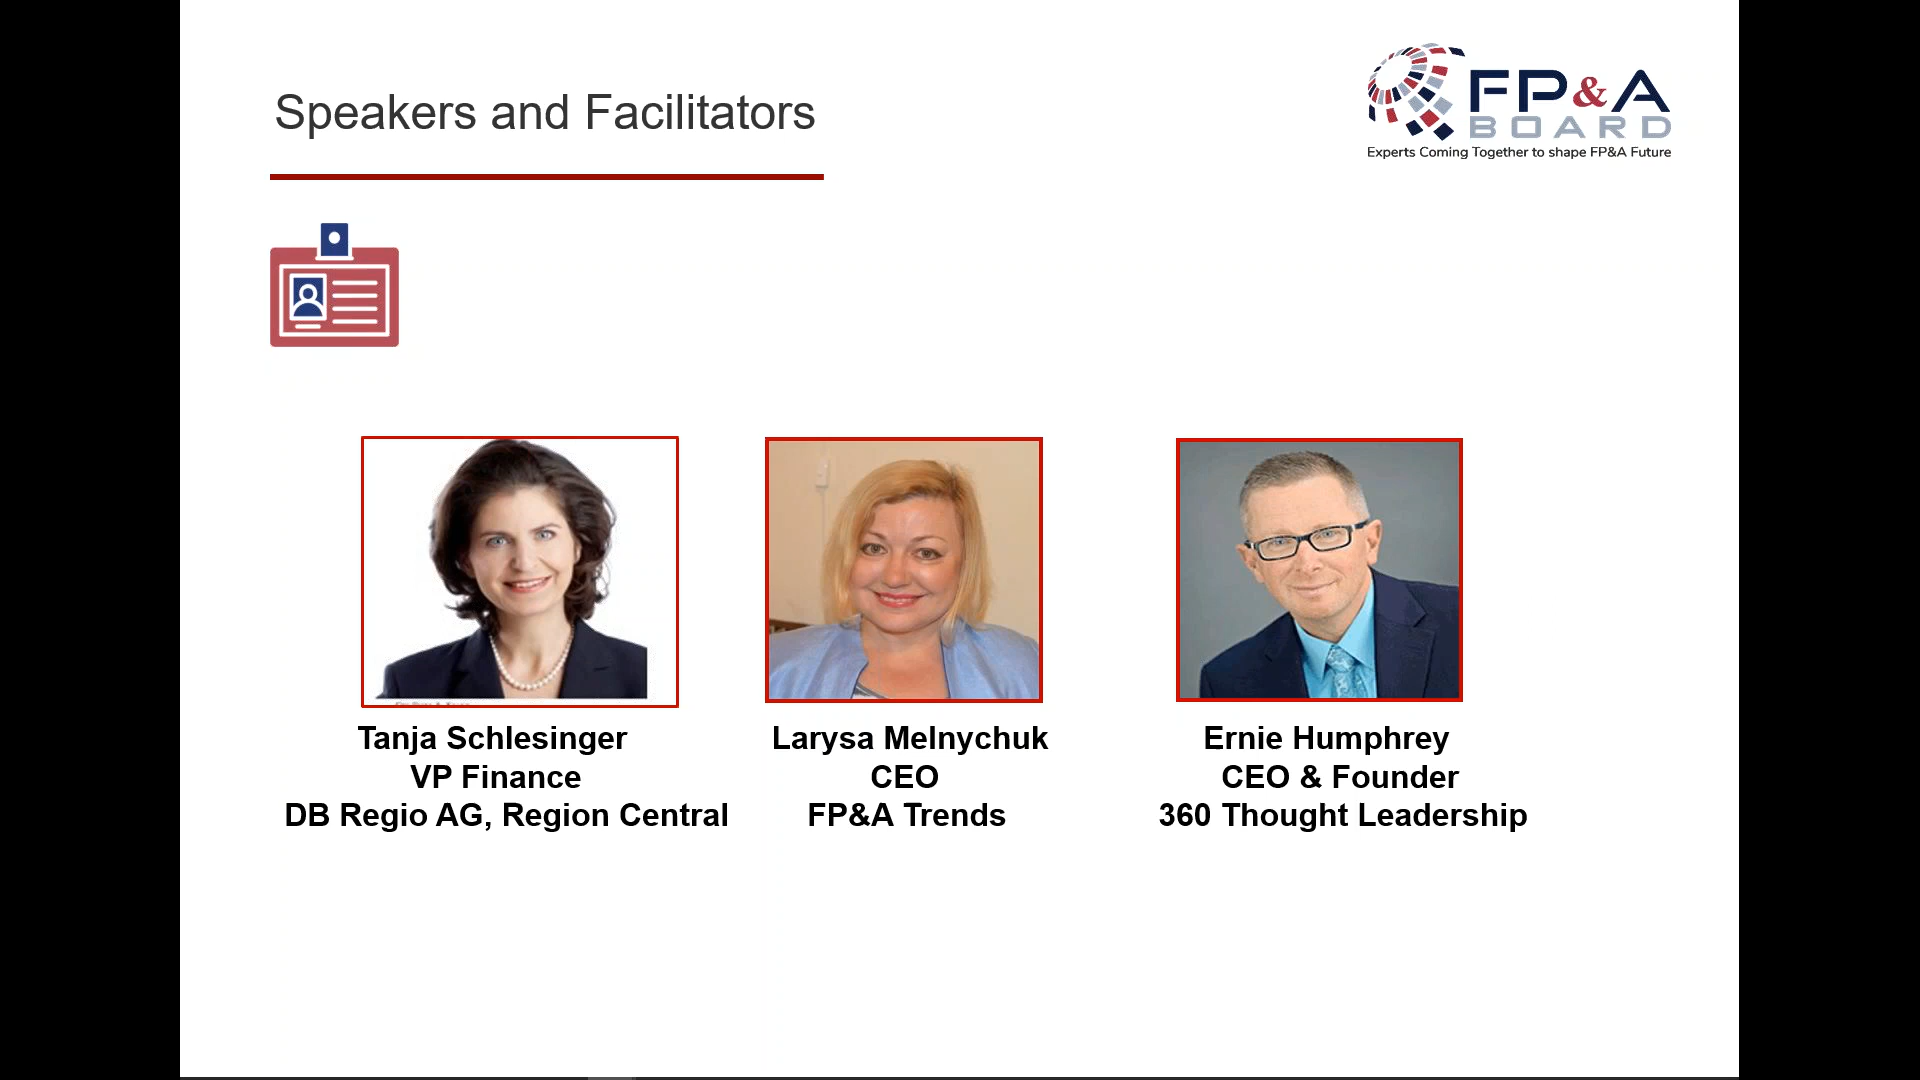 Speakers and Facilitators
FP&A
BOARD
Experts Coming Together to shape FP&A Future
Tanja Schlesinger
VP Finance
DB Regio AG, Region Central
Larysa Melnychuk
CEO
FP&A Trends
Ernie Humphrey
CEO & Founder
360 Thought Leadership